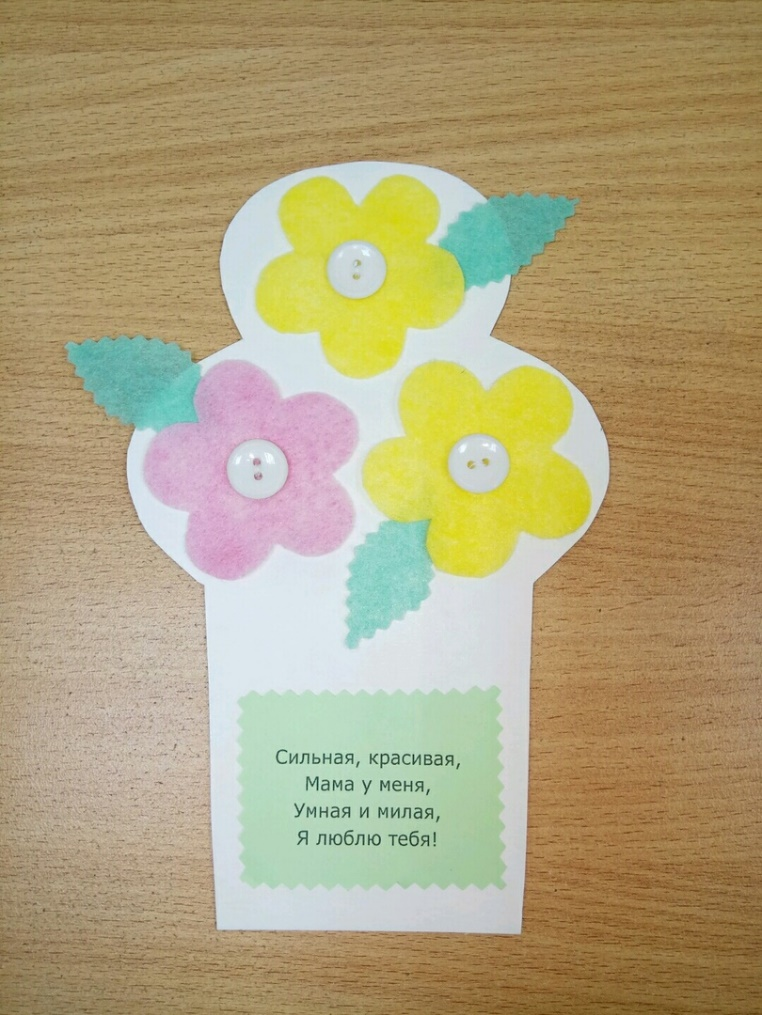 Сильная, красивая,
Мама у меня,
Умная и милая,
Я люблю тебя!